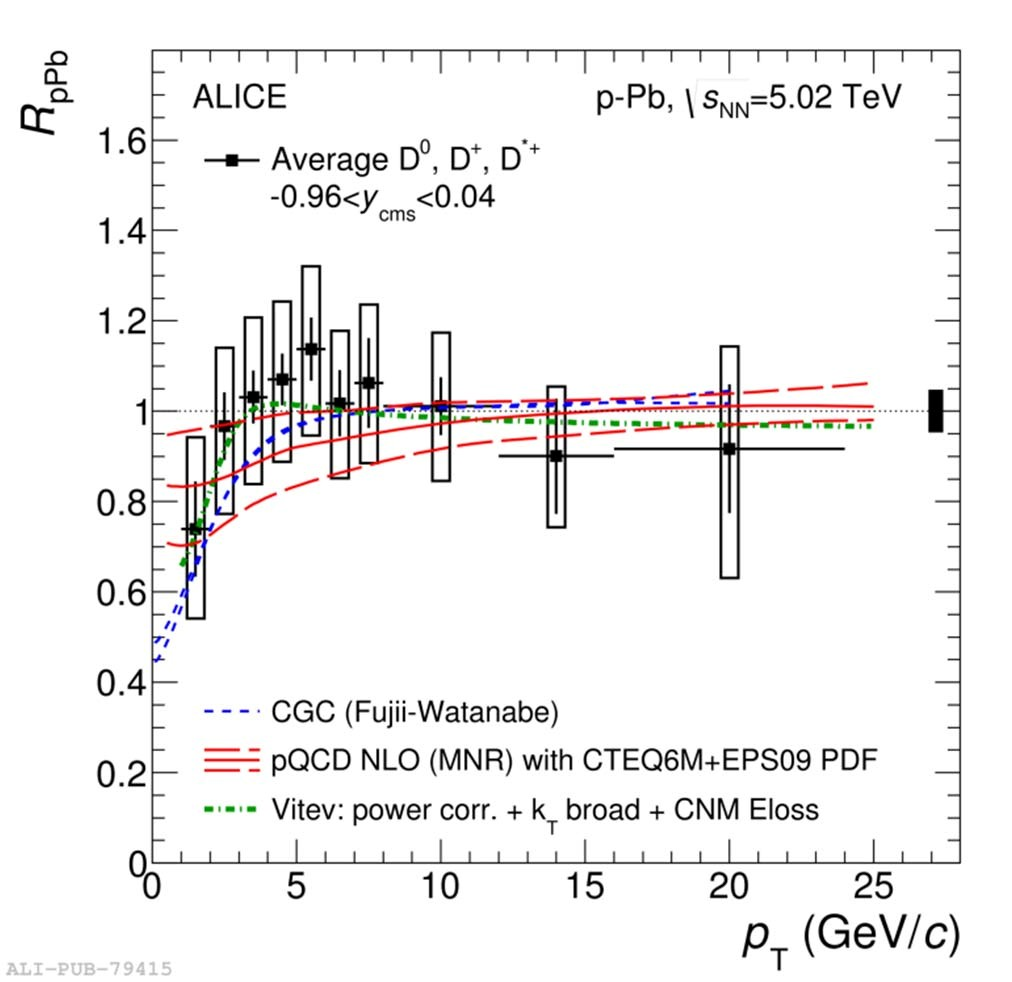 R_pPb
ALICE
p-Pb, √s_NN=5.02 TeV
Average D⁰, D⁺, D*⁺
-0.96<y_cms<0.04
1.6
1.4
1.2
1
0.8
0.6
0.4
0.2
0
CGC (Fujii-Watanabe)
pQCD NLO (MNR) with CTEQ6M+EPS09 PDF
Vitev: power corr. + k_T broad + CNM Eloss
0 5 10 15 20 25
p_T (GeV/c)
ALI-PUB-79415